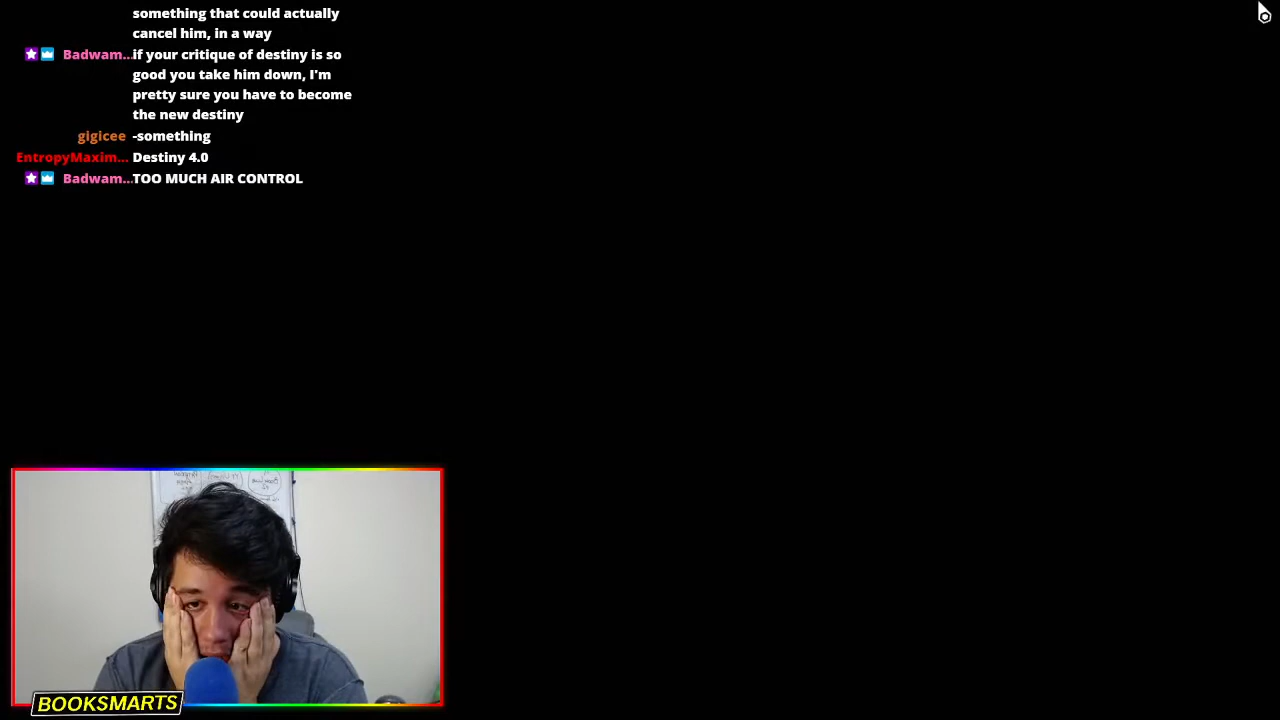 something that could actually
cancel him, in a way
Badwam... if your critique of destiny is so
good you take him down, I'm
pretty sure you have to become
the new destiny
gigicee -something
EntropyMaxim... Destiny 4.0
Badwam... TOO MUCH AIR CONTROL
BOOKSMARTS